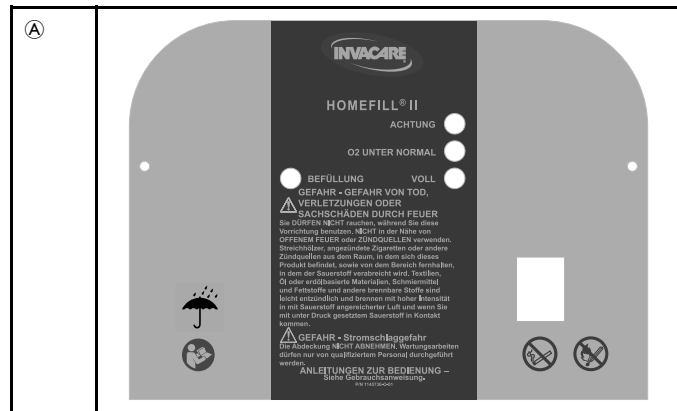 Ⓐ
INVACARE
HOMEFILL® II
ACHTUNG
O2 UNTER NORMAL
BEFÜLLUNG VOLL
GEFAHR - GEFAHR VON TOD,
VERLETZUNGEN ODER
SACHSCHÄDEN DURCH FEUER
Sie DÜRFEN NICHT rauchen, während Sie diese
Vorrichtung benutzen. NICHT in der Nähe von
OFFENEM FEUER oder ZÜNDQUELLEN verwenden.
Streichhölzer, angezündete Zigaretten oder andere
Zündquellen aus dem Raum, in dem sich dieses
Produkt befindet, sowie von dem Bereich fernhalten,
in dem der Sauerstoff verabreicht wird. Textilien,
Öl oder erdölbasierte Materialien, Schmiermittel
und Fettstoffe und andere brennbare Stoffe sind
leicht entzündlich und brennen mit hoher Intensität
in mit Sauerstoff angereicherter Luft und wenn Sie
mit unter Druck gesetztem Sauerstoff in Kontakt
kommen.
GEFAHR - Stromschlaggefahr
Die Abdeckung NICHT ABNEHMEN. Wartungsarbeiten
dürfen nur von qualifiziertem Personal durchgeführt
werden.
ANLEITUNGEN ZUR BEDIENUNG –
Siehe Gebrauchsanweisung.